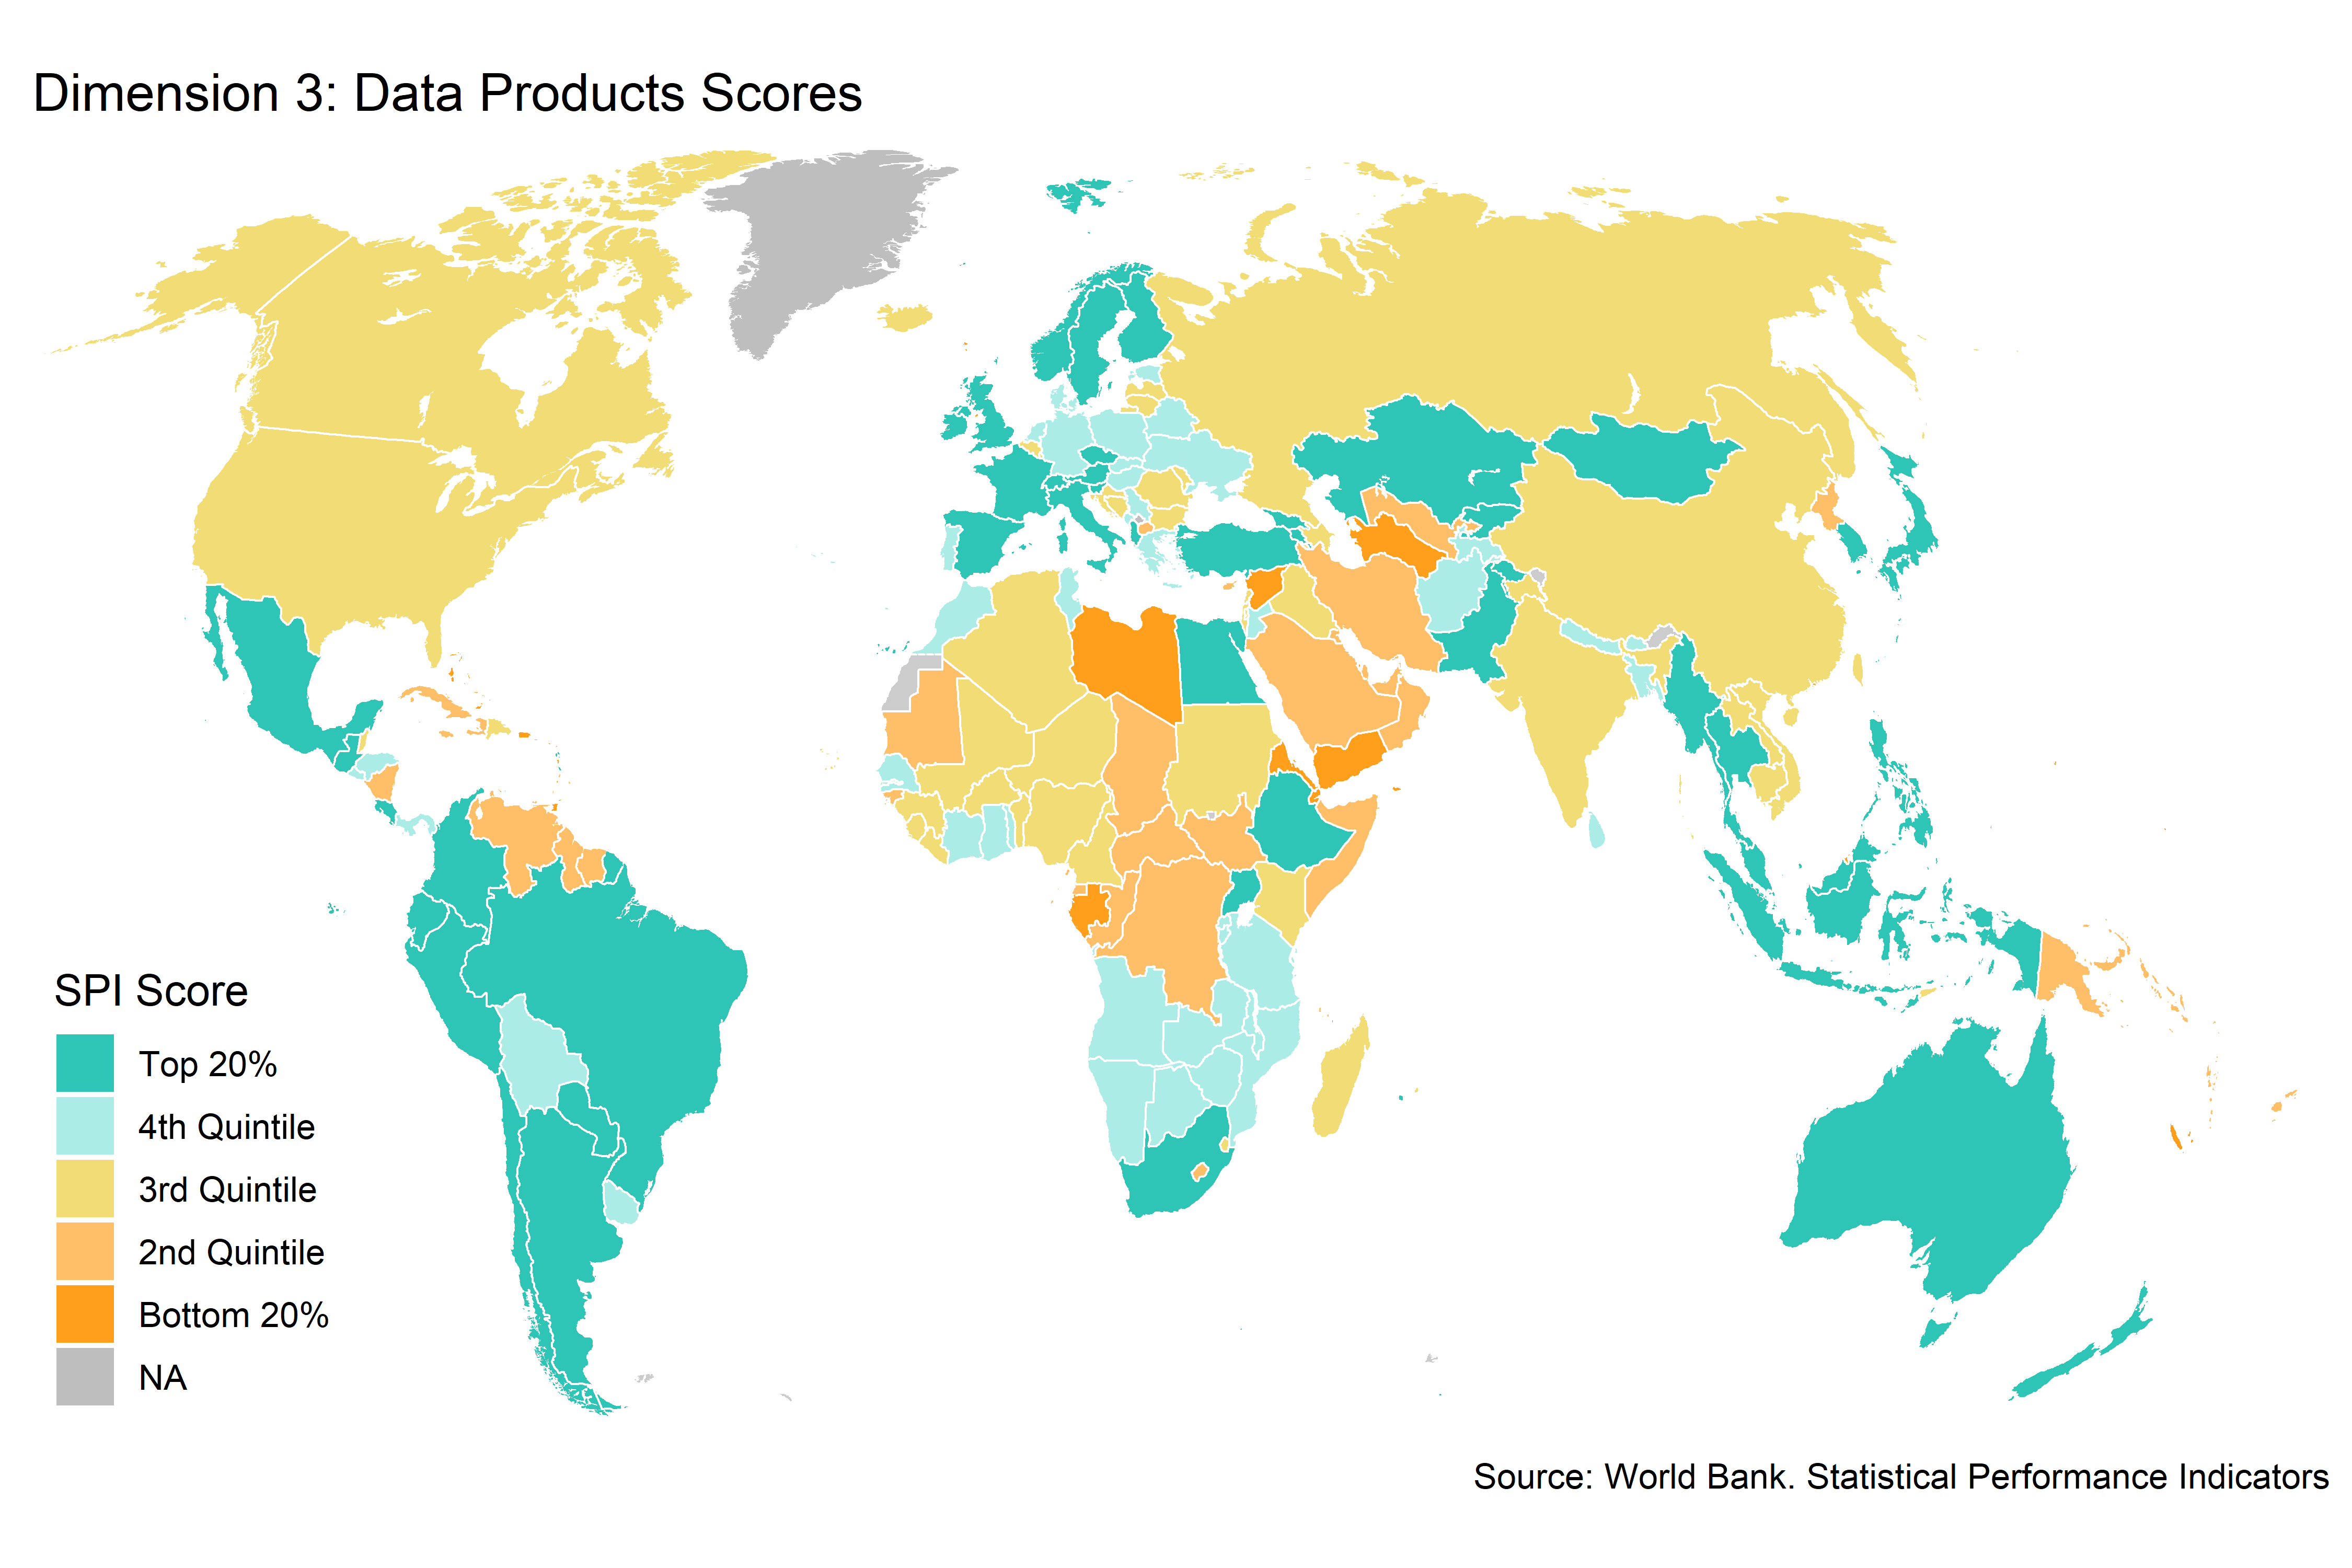 Dimension 3: Data Products Scores
SPI Score
Top 20%
4th Quintile
3rd Quintile
2nd Quintile
Bottom 20%
NA
Source: World Bank. Statistical Performance Indicators